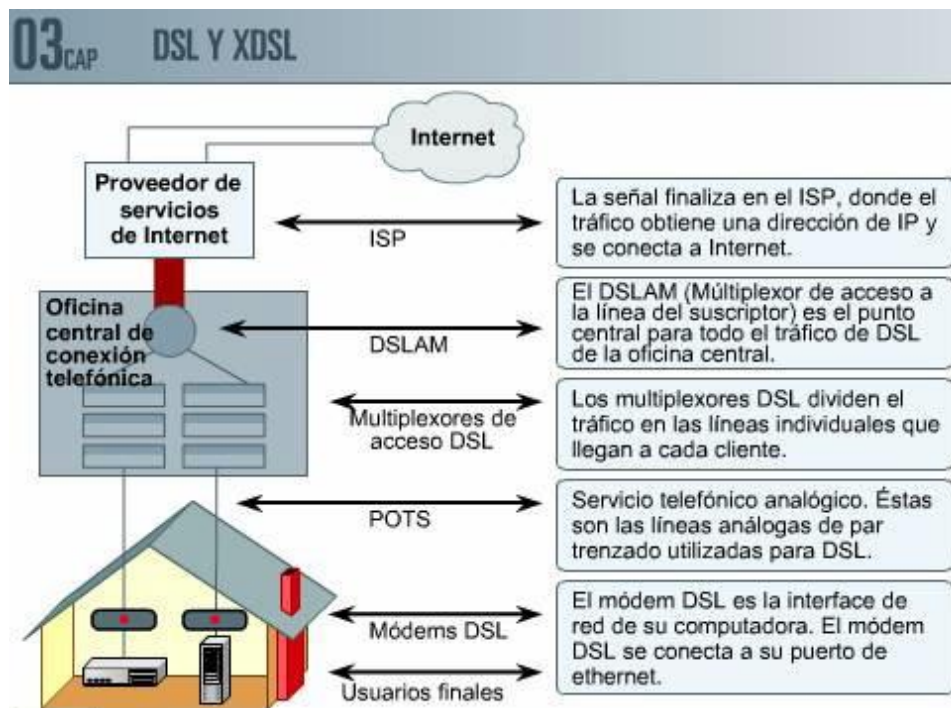 03 CAP DSL Y XDSL
Internet
Proveedor de
servicios
de Internet
ISP
La señal finaliza en el ISP, donde el
tráfico obtiene una dirección de IP y
se conecta a Internet.
Oficina
central de
conexión
telefónica
DSLAM
El DSLAM (Múltiplexor de acceso a
la línea del suscriptor) es el punto
central para todo el tráfico de DSL
de la oficina central.
Multiplexores de
acceso DSL
Los multiplexores DSL dividen el
tráfico en las líneas individuales que
llegan a cada cliente.
POTS
Servicio telefónico analógico. Éstas
son las líneas análogas de par
trenzado utilizadas para DSL.
Módems DSL
El módem DSL es la interface de
red de su computadora. El módem
DSL se conecta a su puerto de
ethernet.
Usuarios finales